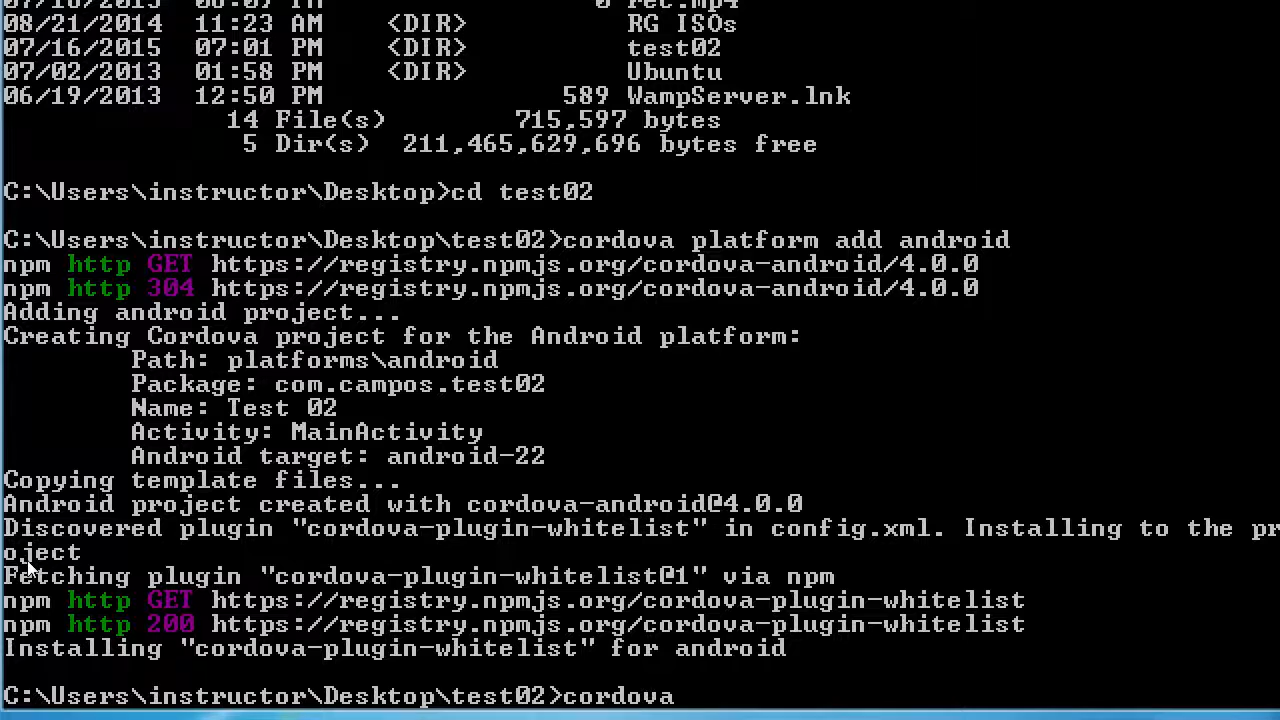 07/16/2015 06:07 PM 0 rec.mp4
08/21/2014 11:23 AM <DIR> RG ISOs
07/16/2015 07:01 PM <DIR> test02
07/02/2013 01:58 PM <DIR> Ubuntu
06/19/2013 12:50 PM 589 WampServer.lnk
14 File(s) 715,597 bytes
5 Dir(s) 211,465,629,696 bytes free
C:\Users\instructor\Desktop>cd test02
C:\Users\instructor\Desktop\test02>cordova platform add android
npm http GET https://registry.npmjs.org/cordova-android/4.0.0
npm http 304 https://registry.npmjs.org/cordova-android/4.0.0
Adding android project...
Creating Cordova project for the Android platform:
Path: platforms\android
Package: com.campos.test02
Name: Test 02
Activity: MainActivity
Android target: android-22
Copying template files...
Android project created with cordova-android@4.0.0
Discovered plugin "cordova-plugin-whitelist" in config.xml. Installing to the pr
oject
Fetching plugin "cordova-plugin-whitelist@1" via npm
npm http GET https://registry.npmjs.org/cordova-plugin-whitelist
npm http 200 https://registry.npmjs.org/cordova-plugin-whitelist
Installing "cordova-plugin-whitelist" for android
C:\Users\instructor\Desktop\test02>cordova